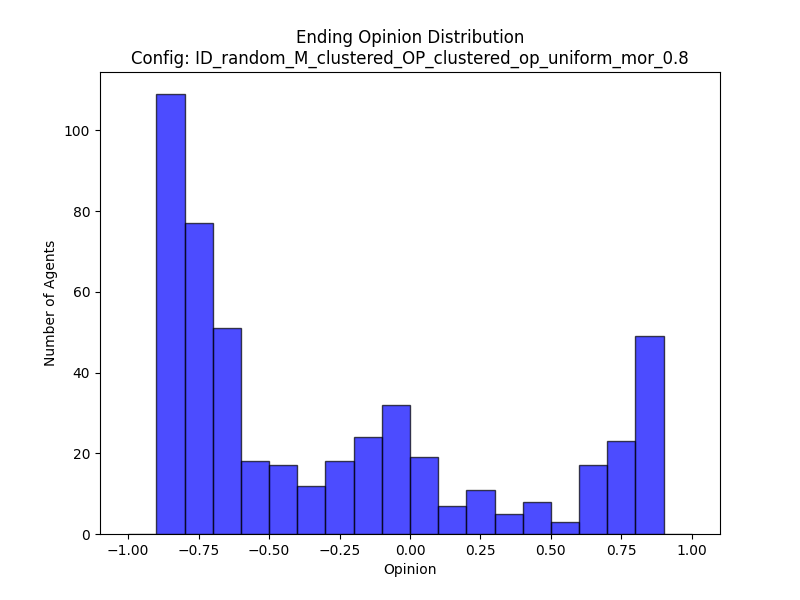 Ending Opinion Distribution
Config: ID_random_M_clustered_OP_clustered_op_uniform_mor_0.8
Number of Agents
100
80
60
40
20
0
−1.00 −0.75 −0.50 −0.25 0.00 0.25 0.50 0.75 1.00
Opinion